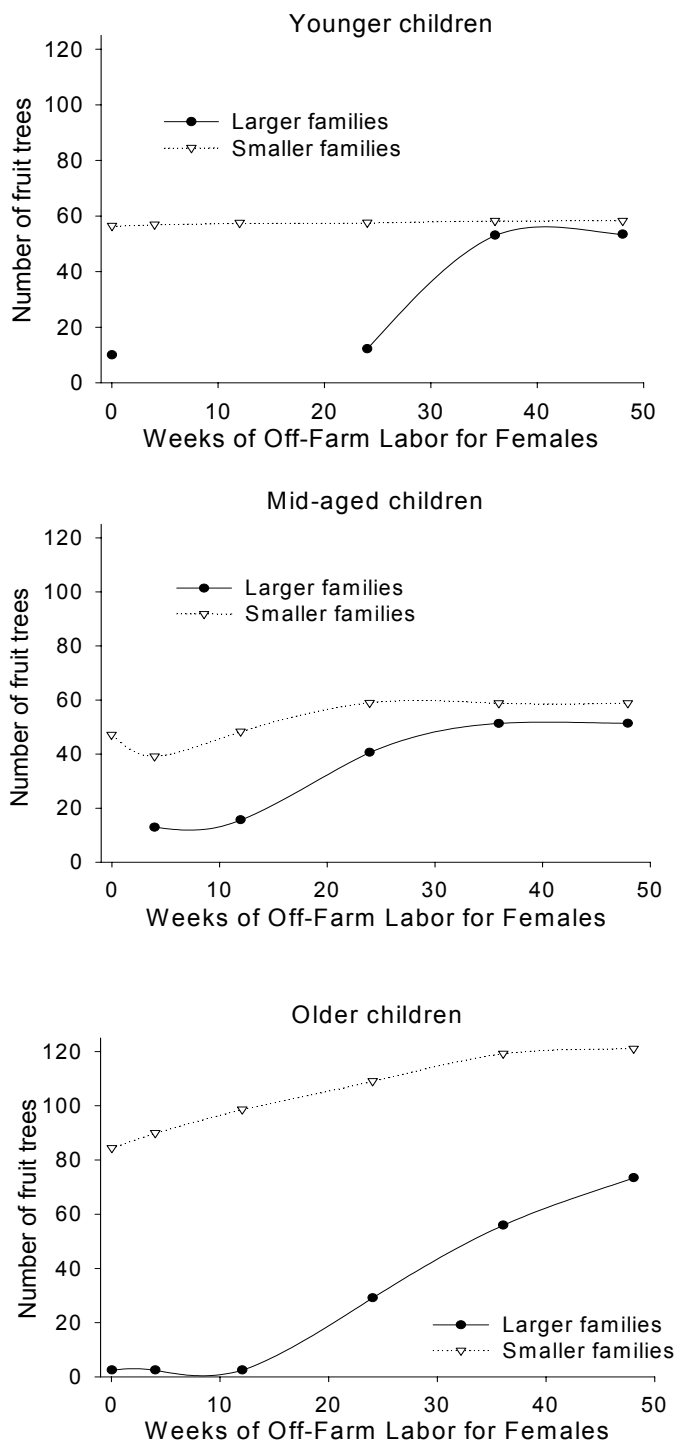 Younger children
120
100
80
60
40
20
0
Number of fruit trees
Larger families
Smaller families
0 10 20 30 40 50
Weeks of Off-Farm Labor for Females
Mid-aged children
120
100
80
60
40
20
0
Number of fruit trees
Larger families
Smaller families
0 10 20 30 40 50
Weeks of Off-Farm Labor for Females
Older children
120
100
80
60
40
20
0
Number of fruit trees
Larger families
Smaller families
0 10 20 30 40 50
Weeks of Off-Farm Labor for Females